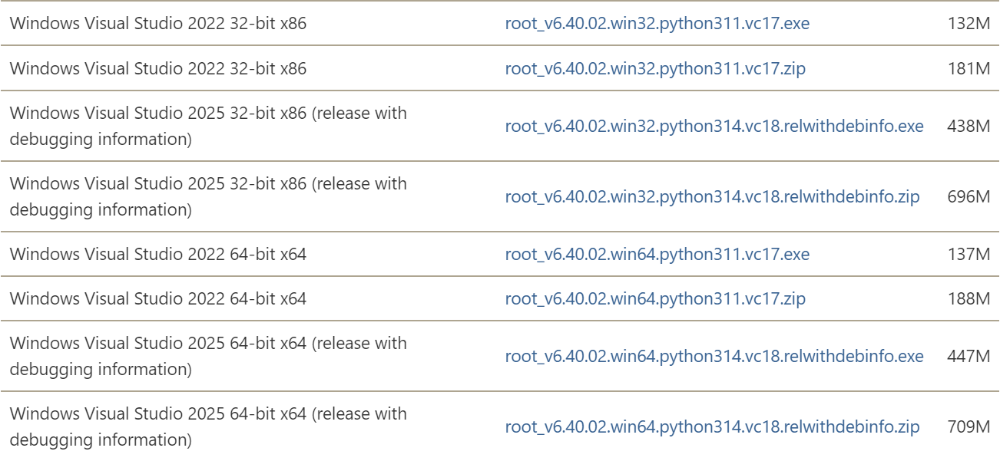 Windows Visual Studio 2022 32-bit x86 root_v6.40.02.win32.python311.vc17.exe 132M
Windows Visual Studio 2022 32-bit x86 root_v6.40.02.win32.python311.vc17.zip 181M
Windows Visual Studio 2025 32-bit x86 (release with
debugging information) root_v6.40.02.win32.python314.vc18.relwithdebinfo.exe 438M
Windows Visual Studio 2025 32-bit x86 (release with
debugging information) root_v6.40.02.win32.python314.vc18.relwithdebinfo.zip 696M
Windows Visual Studio 2022 64-bit x64 root_v6.40.02.win64.python311.vc17.exe 137M
Windows Visual Studio 2022 64-bit x64 root_v6.40.02.win64.python311.vc17.zip 188M
Windows Visual Studio 2025 64-bit x64 (release with
debugging information) root_v6.40.02.win64.python314.vc18.relwithdebinfo.exe 447M
Windows Visual Studio 2025 64-bit x64 (release with
debugging information) root_v6.40.02.win64.python314.vc18.relwithdebinfo.zip 709M